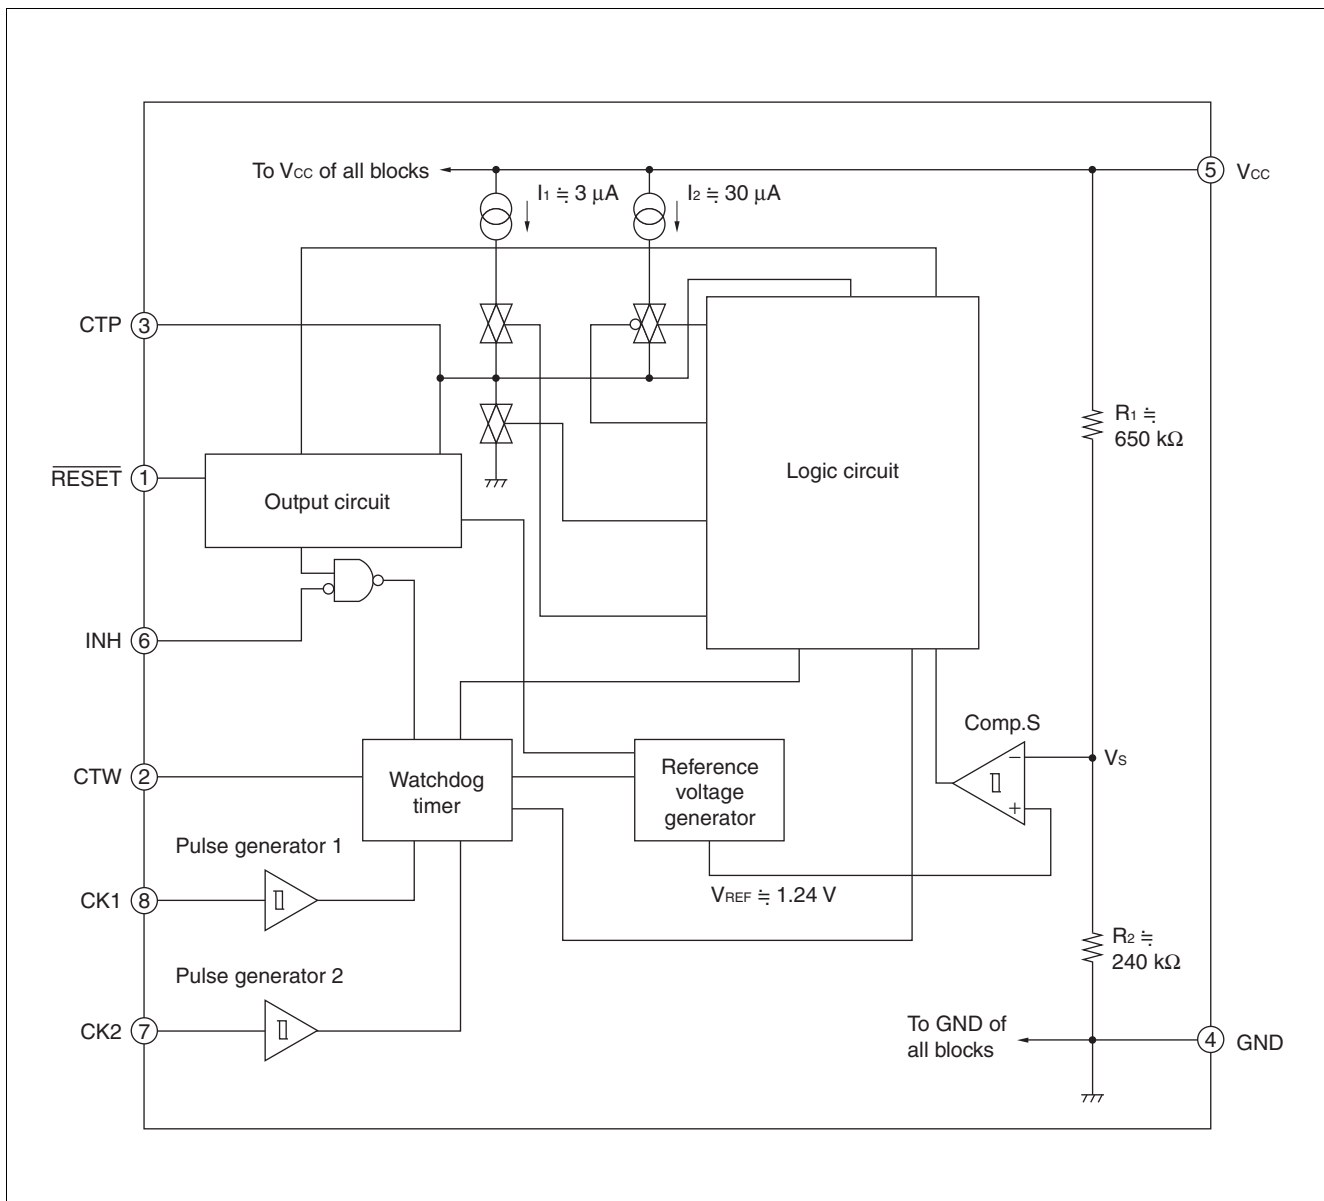 To VCC of all blocks
I1 ≒ 3 μA
I2 ≒ 30 μA
5
VCC
CTP
3
R1 ≒
650 kΩ
RESET
1
Output circuit
Logic circuit
INH
6
Comp.S
−
VS
+
CTW
2
Watchdog
timer
Reference
voltage
generator
Pulse generator 1
VREF ≒ 1.24 V
CK1
8
R2 ≒
240 kΩ
Pulse generator 2
CK2
7
To GND of
all blocks
4
GND